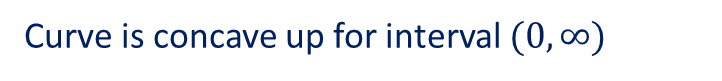 Curve is concave up for interval (0, ∞)